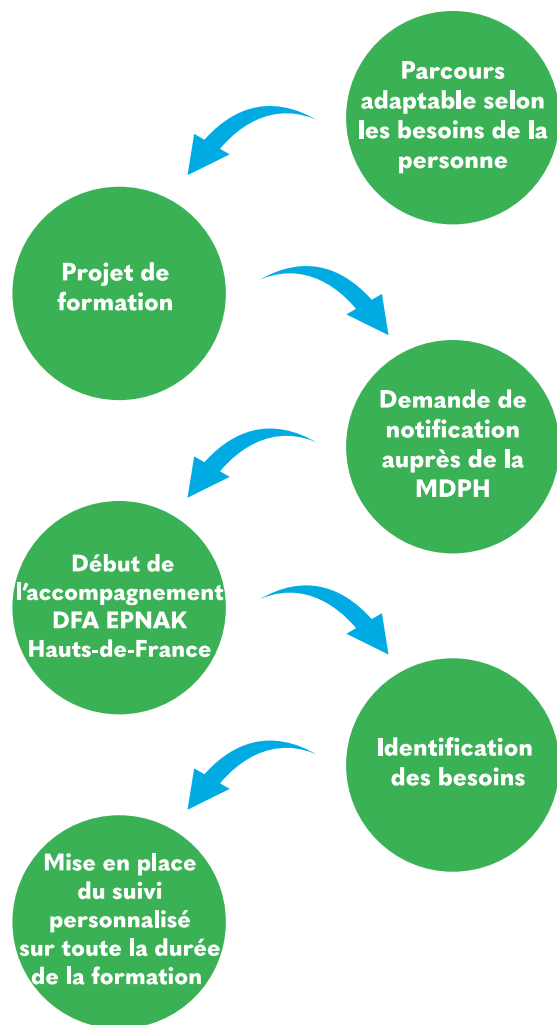 Parcours
adaptable selon
les besoins de la
personne
Projet de
formation
Demande de
notification
auprès de la
MDPH
Début de
l'accompagnement
DFA EPNAK
Hauts-de-France
Identification
des besoins
Mise en place
du suivi
personnalisé
sur toute la durée
de la formation